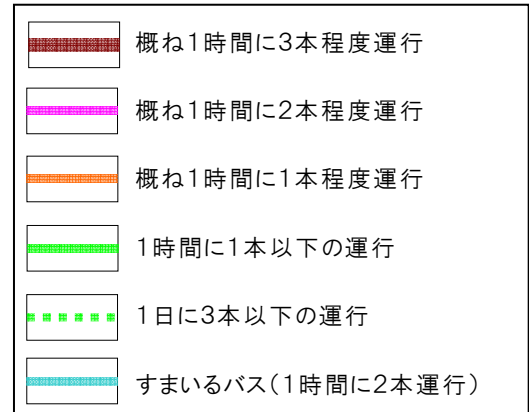 概ね1時間に3本程度運行
概ね1時間に2本程度運行
概ね1時間に1本程度運行
1時間に1本以下の運行
1日に3本以下の運行
すまいるバス(1時間に2本運行)